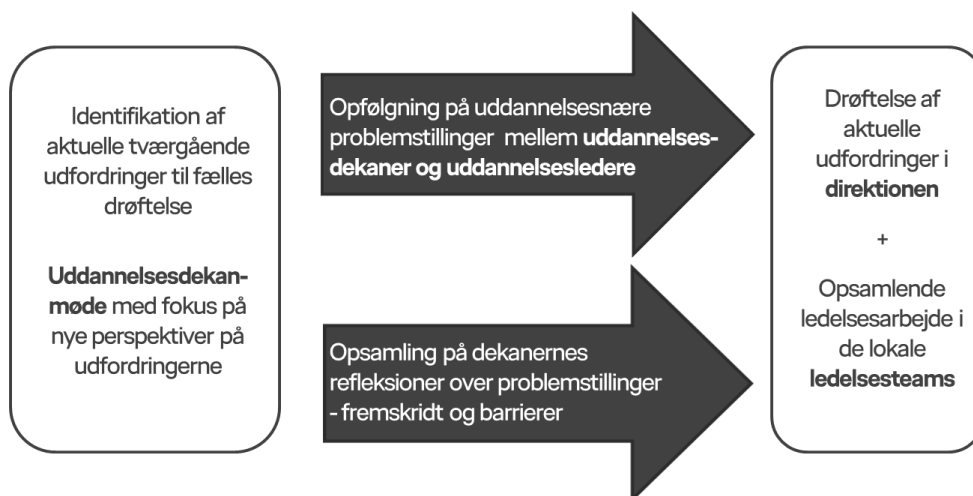 Identifikation af
aktuelle tværgående
udfordringer til fælles
drøftelse
Uddannelsesdekan-
møde med fokus på
nye perspektiver på
udfordringerne
Opfølgning på uddannelsesnære
problemstillinger mellem uddannelses-
dekaner og uddannelsesledere
Opsamling på dekanernes
refleksioner over problemstillinger
- fremskridt og barrierer
Drøftelse af
aktuelle
udfordringer i
direktionen
+
Opsamlende
ledelsesarbejde i
de lokale
ledelsesteams